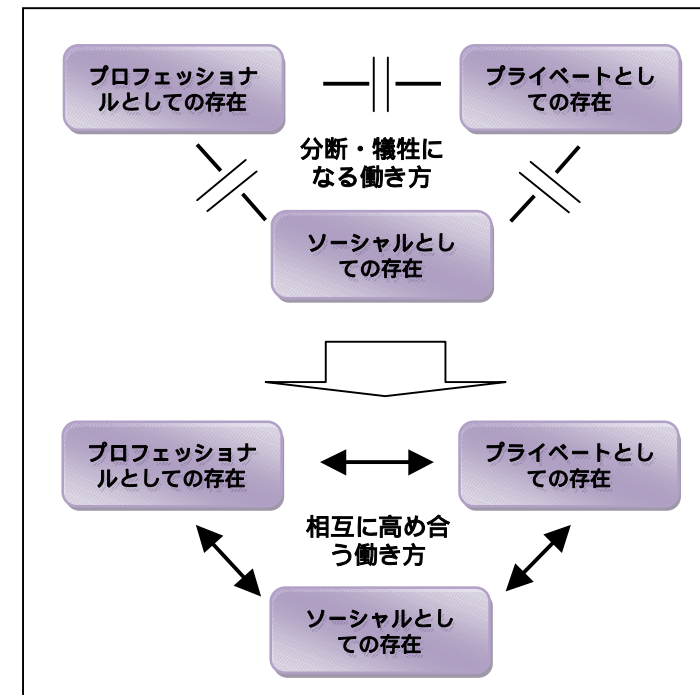 プロフェッショナ
ルとしての存在
プライベートとし
ての存在
分断・犠牲に
なる働き方
ソーシャルとし
ての存在
プロフェッショナ
ルとしての存在
プライベートとし
ての存在
相互に高め合
う働き方
ソーシャルとし
ての存在